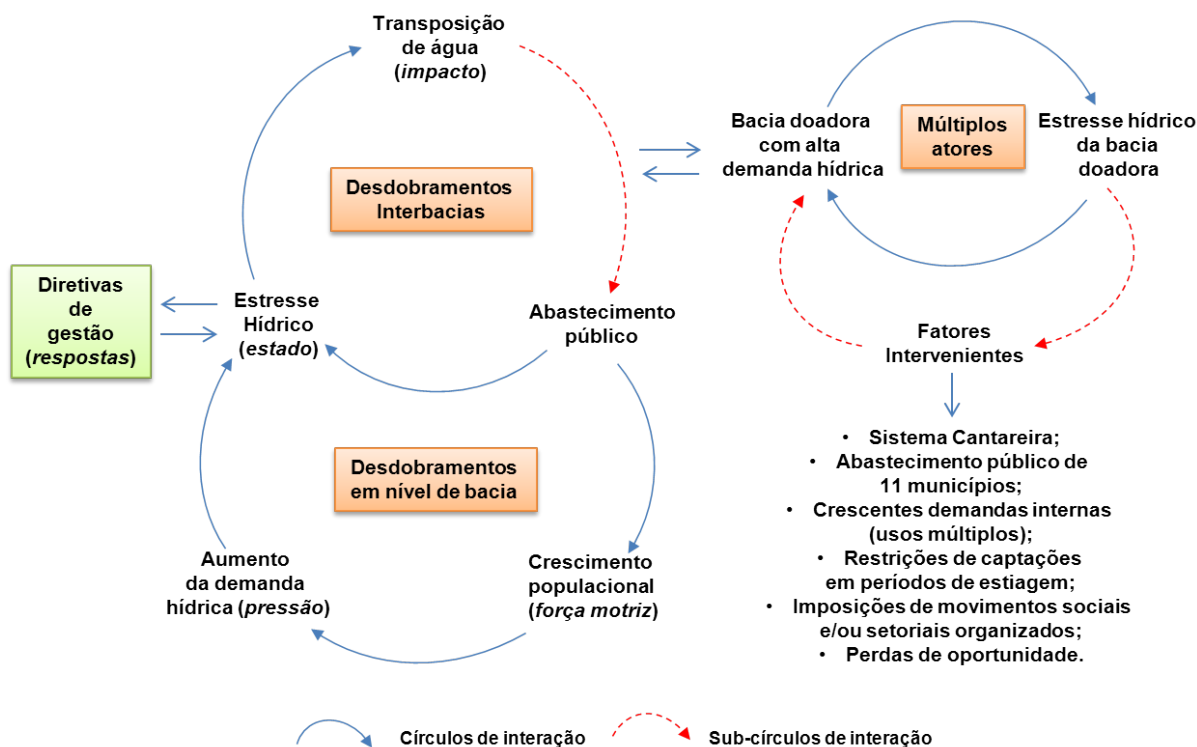 Transposição
de água
(impacto)
Bacia doadora
com alta
demanda hídrica
Múltiplos
atores
Estresse hídrico
da bacia
doadora
Desdobramentos
Interbacias
Diretivas
de
gestão
(respostas)
Estresse
Hídrico
(estado)
Abastecimento
público
Fatores
Intervenientes
Desdobramentos
em nível de bacia
• Sistema Cantareira;
• Abastecimento público de
11 municípios;
• Crescentes demandas internas
(usos múltiplos);
• Restrições de captações
em períodos de estiagem;
• Imposições de movimentos sociais
e/ou setoriais organizados;
• Perdas de oportunidade.
Aumento
da demanda
hídrica (pressão)
Crescimento
populacional
(força motriz)
Círculos de interação
Sub-círculos de interação